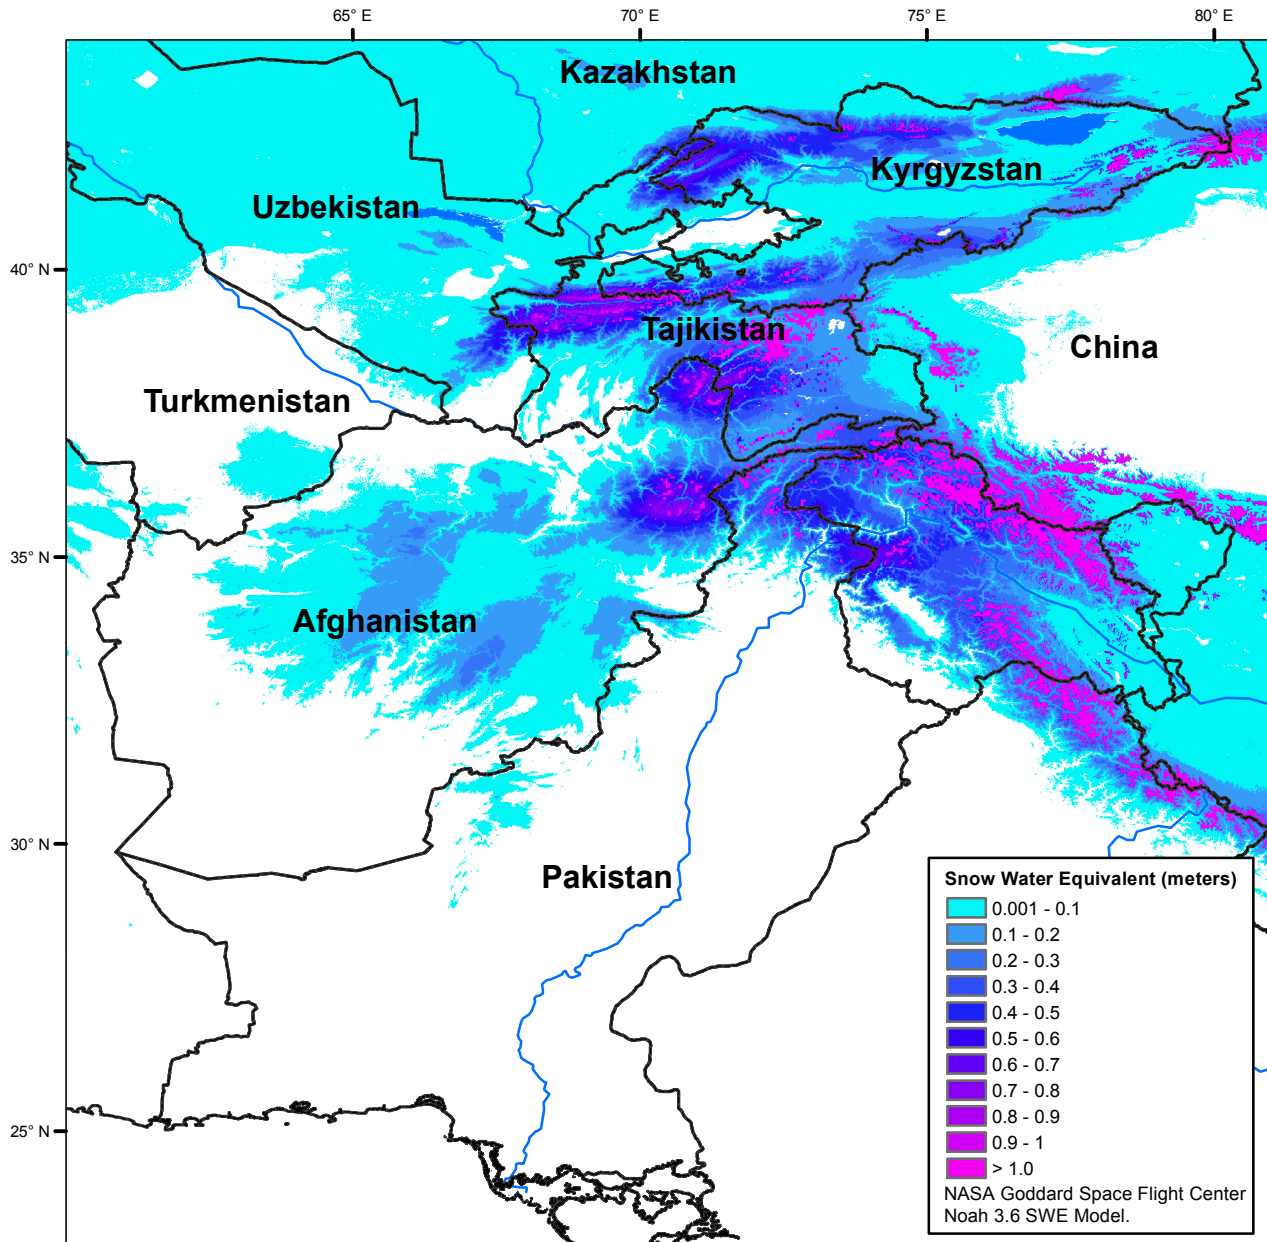 65° E
70° E
75° E
80° E
Kazakhstan
Kyrgyzstan
Uzbekistan
40° N
Tajikistan
China
Turkmenistan
35° N
Afghanistan
30° N
Pakistan
25° N
Snow Water Equivalent (meters)
0.001 - 0.1
0.1 - 0.2
0.2 - 0.3
0.3 - 0.4
0.4 - 0.5
0.5 - 0.6
0.6 - 0.7
0.7 - 0.8
0.8 - 0.9
0.9 - 1
> 1.0
NASA Goddard Space Flight Center
Noah 3.6 SWE Model.